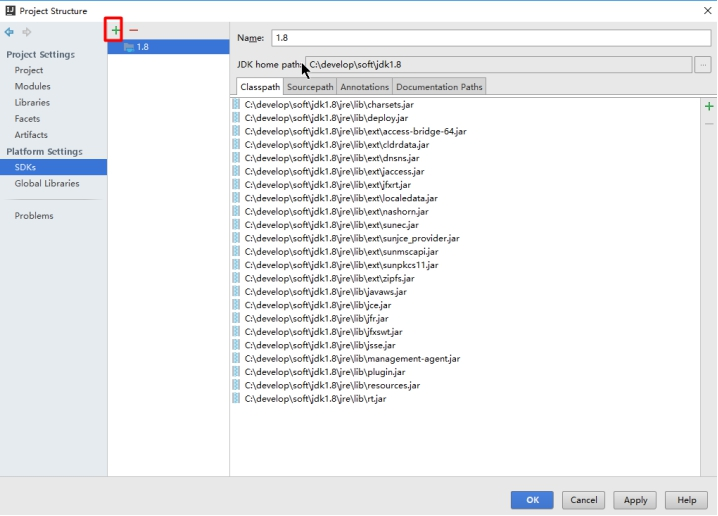 Project Structure
Project Settings
Project
Modules
Libraries
Facets
Artifacts
Platform Settings
SDKs
Global Libraries
Problems
1.8
Name: 1.8
JDK home path: C:\develop\soft\jdk1.8
Classpath Sourcepath Annotations Documentation Paths
C:\develop\soft\jdk1.8\jre\lib\charsets.jar
C:\develop\soft\jdk1.8\jre\lib\deploy.jar
C:\develop\soft\jdk1.8\jre\lib\ext\access-bridge-64.jar
C:\develop\soft\jdk1.8\jre\lib\ext\cldrdata.jar
C:\develop\soft\jdk1.8\jre\lib\ext\dnsns.jar
C:\develop\soft\jdk1.8\jre\lib\ext\jaccess.jar
C:\develop\soft\jdk1.8\jre\lib\ext\jfxrt.jar
C:\develop\soft\jdk1.8\jre\lib\ext\localedata.jar
C:\develop\soft\jdk1.8\jre\lib\ext\nashorn.jar
C:\develop\soft\jdk1.8\jre\lib\ext\sunec.jar
C:\develop\soft\jdk1.8\jre\lib\ext\sunjce_provider.jar
C:\develop\soft\jdk1.8\jre\lib\ext\sunmscapi.jar
C:\develop\soft\jdk1.8\jre\lib\ext\sunpkcs11.jar
C:\develop\soft\jdk1.8\jre\lib\ext\zipfs.jar
C:\develop\soft\jdk1.8\jre\lib\javaws.jar
C:\develop\soft\jdk1.8\jre\lib\jce.jar
C:\develop\soft\jdk1.8\jre\lib\jfr.jar
C:\develop\soft\jdk1.8\jre\lib\jfxswt.jar
C:\develop\soft\jdk1.8\jre\lib\jsse.jar
C:\develop\soft\jdk1.8\jre\lib\management-agent.jar
C:\develop\soft\jdk1.8\jre\lib\plugin.jar
C:\develop\soft\jdk1.8\jre\lib\resources.jar
C:\develop\soft\jdk1.8\jre\lib\rt.jar
OK Cancel Apply Help